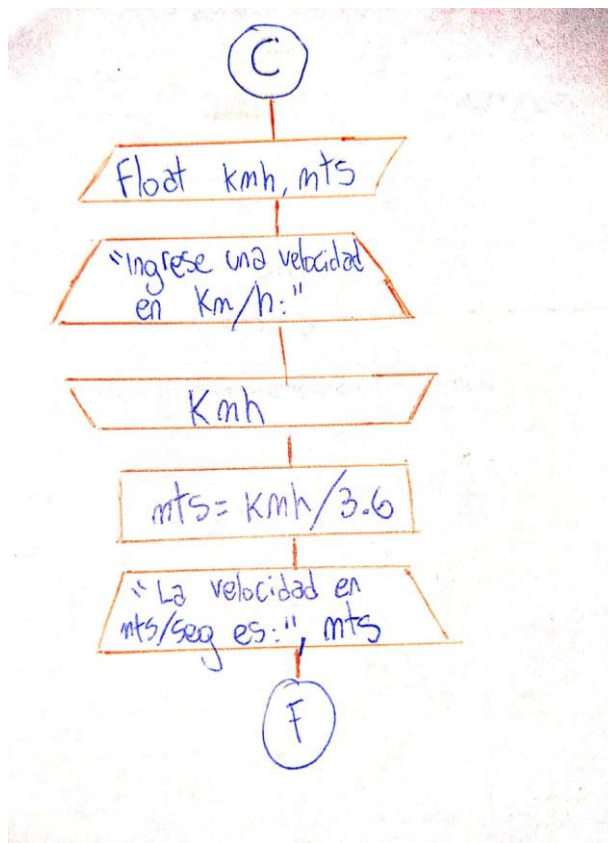 C
Float kmh, mts
"Ingrese una velocidad
en Km/h:"
Kmh
mts= kmh/3.6
"La velocidad en
mts/seg es:", mts
F